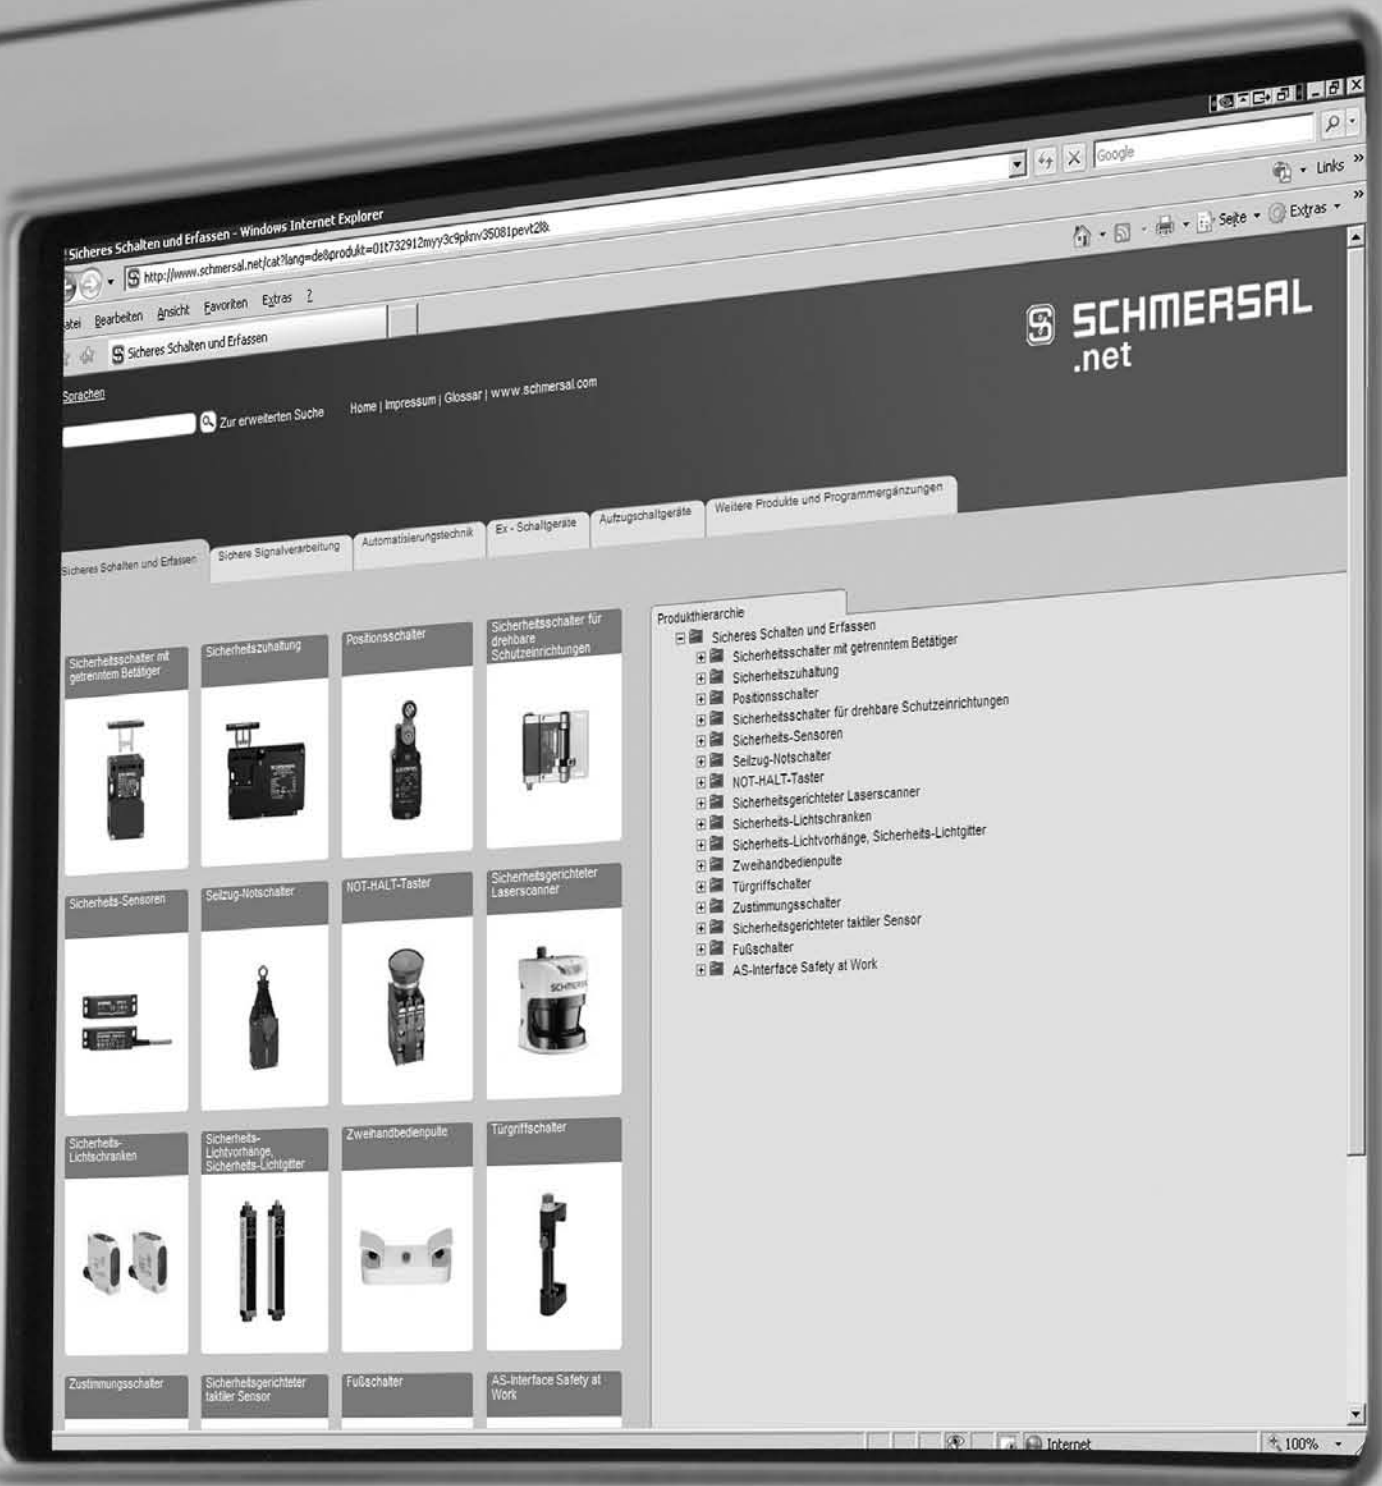 Sicheres Schalten und Erfassen - Windows Internet Explorer
http://www.schmersal.net/cat?lang=de&produkt=01t732912myy3c9pknv35081pevt2l&
Google
Links
Bearbeiten Ansicht Favoriten Extras ?
Sicheres Schalten und Erfassen
Seite Extras
SCHMERSAL
.net
Sprachen
Zur erweiterten Suche
Home | Impressum | Glossar | www.schmersal.com
Sicheres Schalten und Erfassen
Sichere Signalverarbeitung
Automatisierungstechnik
Ex - Schaltgeräte
Aufzugschaltgeräte
Weitere Produkte und Programmergänzungen
Sicherheitsschalter mit
getrenntem Betätiger
Sicherheitszuhaltung
Positionsschalter
Sicherheitsschalter für
drehbare
Schutzeinrichtungen
Sicherheits-Sensoren
Seilzug-Notschalter
NOT-HALT-Taster
Sicherheitsgerichteter
Laserscanner
SCHMERSAL
Sicherheits-
Lichtschranken
Sicherheits-
Lichtvorhänge,
Sicherheits-Lichtgitter
Zweihandbedienpulte
Türgriffschalter
Zustimmungsschalter
Sicherheitsgerichteter
taktiler Sensor
Fußschalter
AS-Interface Safety at
Work
Produkthierarchie
Sicheres Schalten und Erfassen
Sicherheitsschalter mit getrenntem Betätiger
Sicherheitszuhaltung
Positionsschalter
Sicherheitsschalter für drehbare Schutzeinrichtungen
Sicherheits-Sensoren
Seilzug-Notschalter
NOT-HALT-Taster
Sicherheitsgerichteter Laserscanner
Sicherheits-Lichtschranken
Sicherheits-Lichtvorhänge, Sicherheits-Lichtgitter
Zweihandbedienpulte
Türgriffschalter
Zustimmungsschalter
Sicherheitsgerichteter taktiler Sensor
Fußschalter
AS-Interface Safety at Work
Internet
100%